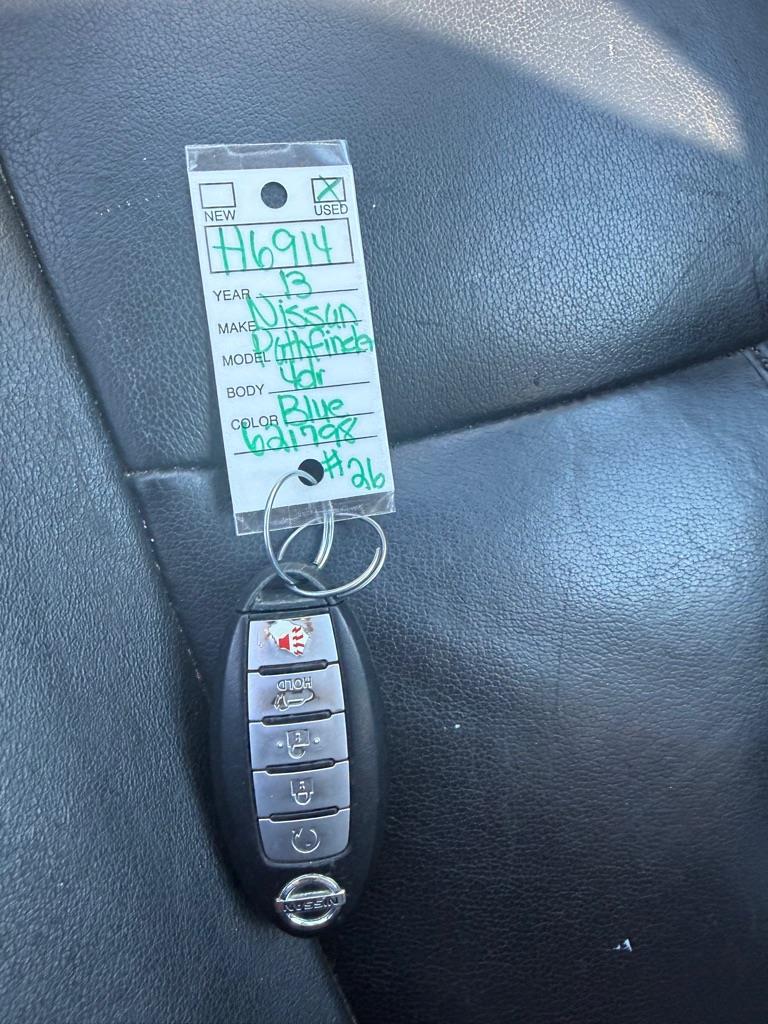 NEW USED
H6914
YEAR 13
MAKE Nissan
MODEL Pathfinder
BODY 4dr
COLOR Blue
621798
#26
HOLD
NISSAN